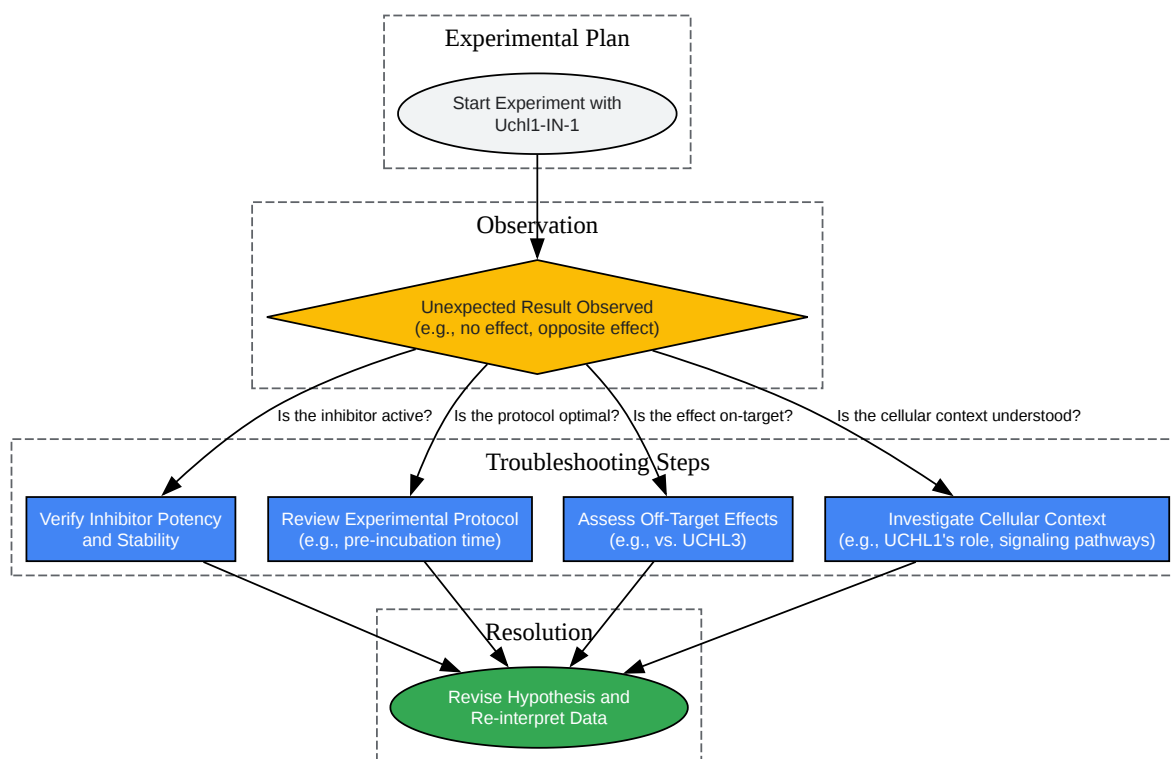 Experimental Plan
Start Experiment with
Uchl1-IN-1
Observation
Unexpected Result Observed
(e.g., no effect, opposite effect)
Is the inhibitor active?
Is the protocol optimal?
Is the effect on-target?
Is the cellular context understood?
Troubleshooting Steps
Verify Inhibitor Potency
and Stability
Review Experimental Protocol
(e.g., pre-incubation time)
Assess Off-Target Effects
(e.g., vs. UCHL3)
Investigate Cellular Context
(e.g., UCHL1's role, signaling pathways)
Resolution
Revise Hypothesis and
Re-interpret Data